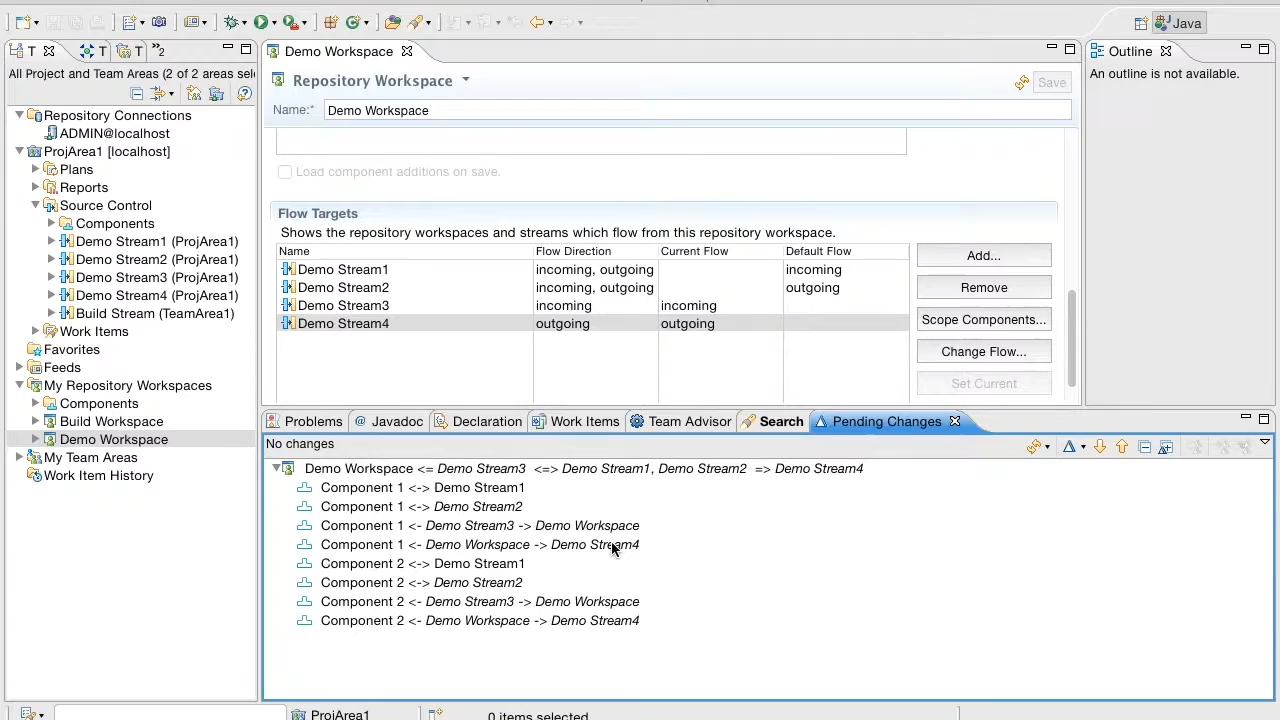 Java
T
T
T
»2
All Project and Team Areas (2 of 2 areas sel
Repository Connections
ADMIN@localhost
ProjArea1 [localhost]
Plans
Reports
Source Control
Components
Demo Stream1 (ProjArea1)
Demo Stream2 (ProjArea1)
Demo Stream3 (ProjArea1)
Demo Stream4 (ProjArea1)
Build Stream (TeamArea1)
Work Items
Favorites
Feeds
My Repository Workspaces
Components
Build Workspace
Demo Workspace
My Team Areas
Work Item History
Demo Workspace
Repository Workspace
Save
Name:* Demo Workspace
Load component additions on save.
Flow Targets
Shows the repository workspaces and streams which flow from this repository workspace.
Name Flow Direction Current Flow Default Flow
Demo Stream1 incoming, outgoing incoming
Demo Stream2 incoming, outgoing outgoing
Demo Stream3 incoming incoming
Demo Stream4 outgoing outgoing
Add...
Remove
Scope Components...
Change Flow...
Set Current
Outline
An outline is not available.
Problems @ Javadoc Declaration Work Items Team Advisor Search Pending Changes
No changes
Demo Workspace <= Demo Stream3 <=> Demo Stream1, Demo Stream2 => Demo Stream4
Component 1 <-> Demo Stream1
Component 1 <-> Demo Stream2
Component 1 <- Demo Stream3 -> Demo Workspace
Component 1 <- Demo Workspace -> Demo Stream4
Component 2 <-> Demo Stream1
Component 2 <-> Demo Stream2
Component 2 <- Demo Stream3 -> Demo Workspace
Component 2 <- Demo Workspace -> Demo Stream4
ProjArea1
0 items selected